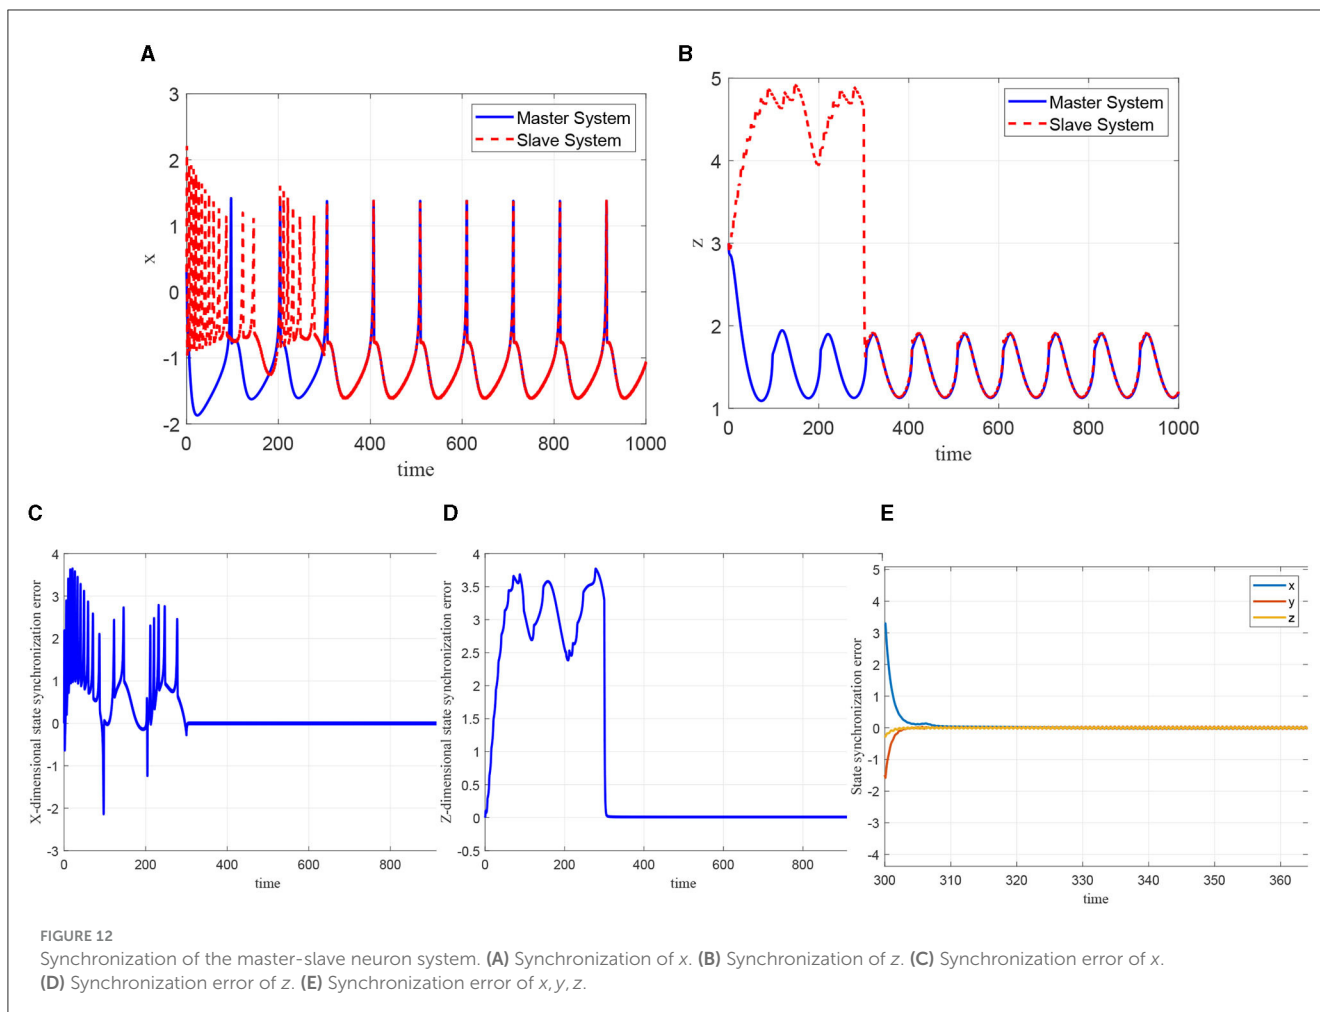 A
3
2
1
0
-1
-2
x
0
200
400
600
800
1000
time
Master System
Slave System
B
5
4
3
2
1
z
0
200
400
600
800
1000
time
Master System
Slave System
C
4
3
2
1
0
-1
-2
-3
X-dimensional state synchronization error
0
200
400
600
800
time
D
4
3.5
3
2.5
2
1.5
1
0.5
0
-0.5
Z-dimensional state synchronization error
0
200
400
600
800
time
E
5
4
3
2
1
0
-1
-2
-3
-4
State synchronization error
300
310
320
330
340
350
360
time
x
y
z
FIGURE 12
Synchronization of the master-slave neuron system. (A) Synchronization of x. (B) Synchronization of z. (C) Synchronization error of x.
(D) Synchronization error of z. (E) Synchronization error of x, y, z.